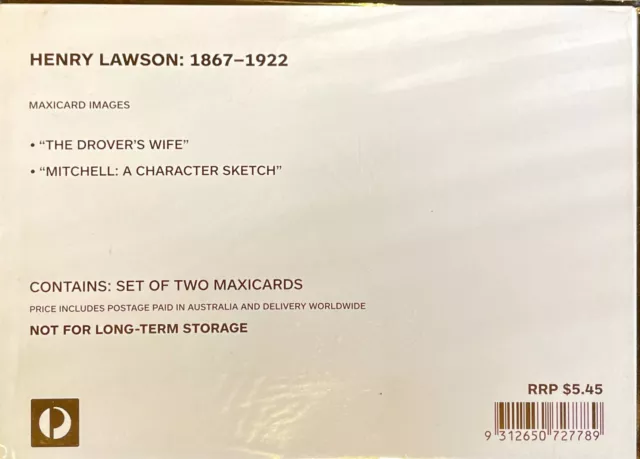 HENRY LAWSON: 1867–1922
MAXICARD IMAGES
• “THE DROVER’S WIFE”
• “MITCHELL: A CHARACTER SKETCH”
CONTAINS: SET OF TWO MAXICARDS
PRICE INCLUDES POSTAGE PAID IN AUSTRALIA AND DELIVERY WORLDWIDE
NOT FOR LONG-TERM STORAGE
RRP $5.45
9 312650 727789